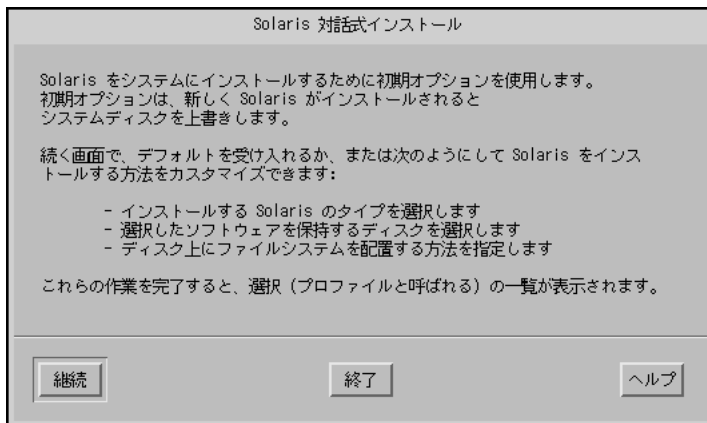 Solaris 対話式インストール
Solaris をシステムにインストールするために初期オプションを使用します。
初期オプションは、新しく Solaris がインストールされると
システムディスクを上書きします。
続く画面で、デフォルトを受け入れるか、または次のようにして Solaris をインス
トールする方法をカスタマイズできます:
- インストールする Solaris のタイプを選択します
- 選択したソフトウェアを保持するディスクを選択します
- ディスク上にファイルシステムを配置する方法を指定します
これらの作業を完了すると、選択（プロファイルと呼ばれる）の一覧が表示されます。
継続
終了
ヘルプ